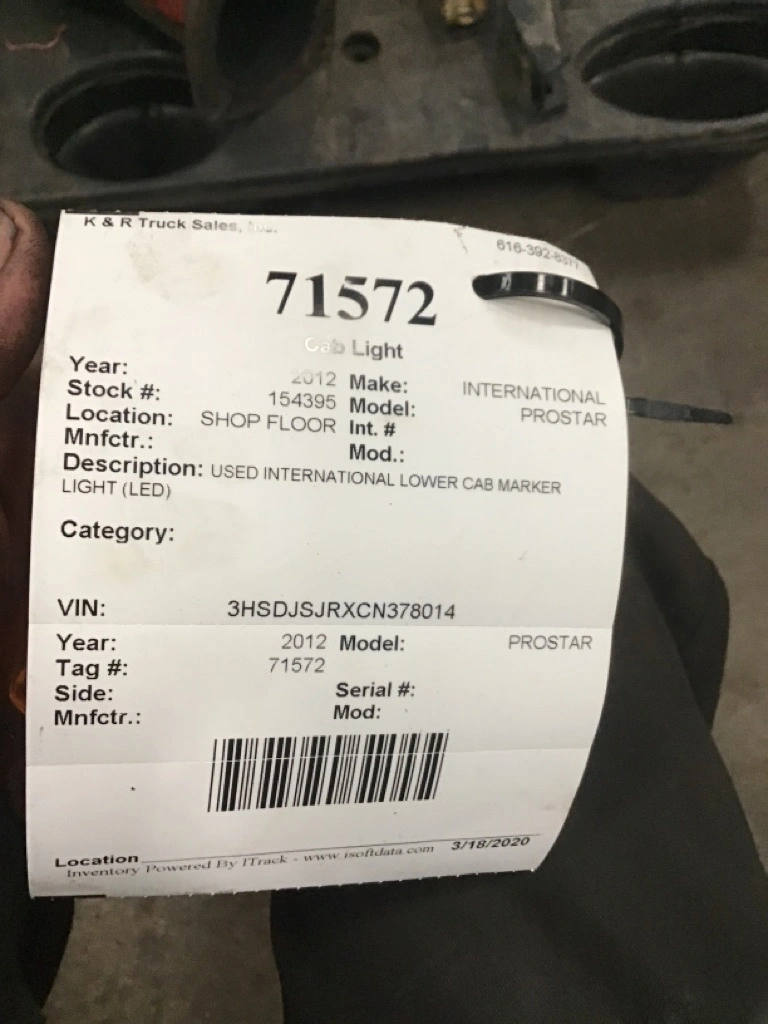 K & R Truck Sales, Inc.
616-392-
71572
Cab Light
Year: 2012 Make: INTERNATIONAL
Stock #: 154395 Model: PROSTAR
Location: SHOP FLOOR Int. #
Mnfctr.: Mod.:
Description: USED INTERNATIONAL LOWER CAB MARKER
LIGHT (LED)
Category:
VIN: 3HSDJSJRXCN378014
Year: 2012 Model: PROSTAR
Tag #: 71572
Side: Serial #:
Mnfctr.: Mod:
Location
Inventory Powered By ITrack - www.isoftdata.com 3/18/2020